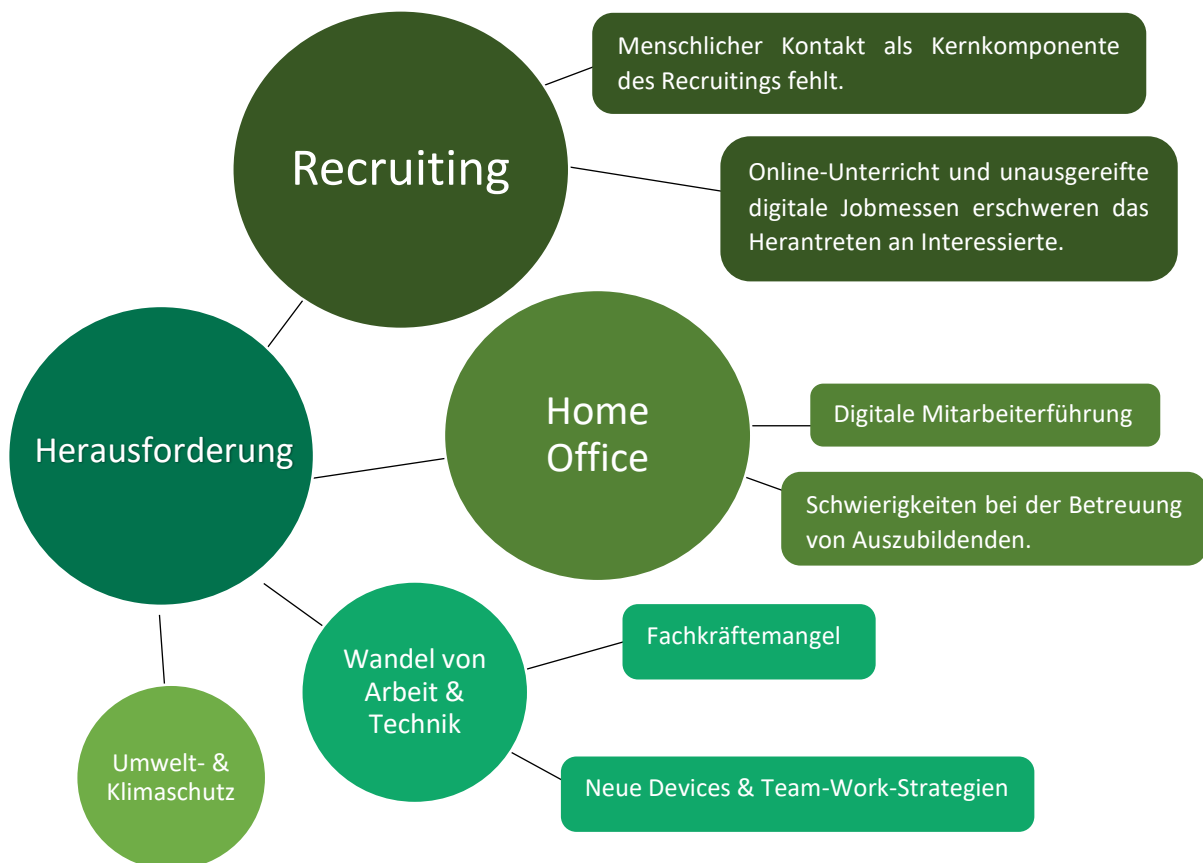 Menschlicher Kontakt als Kernkomponente
des Recruitings fehlt.
Recruiting
Online-Unterricht und unausgereifte
digitale Jobmessen erschweren das
Herantreten an Interessierte.
Herausforderung
Home
Office
Digitale Mitarbeiterführung
Schwierigkeiten bei der Betreuung
von Auszubildenden.
Wandel von
Arbeit &
Technik
Fachkräftemangel
Neue Devices & Team-Work-Strategien
Umwelt- &
Klimaschutz